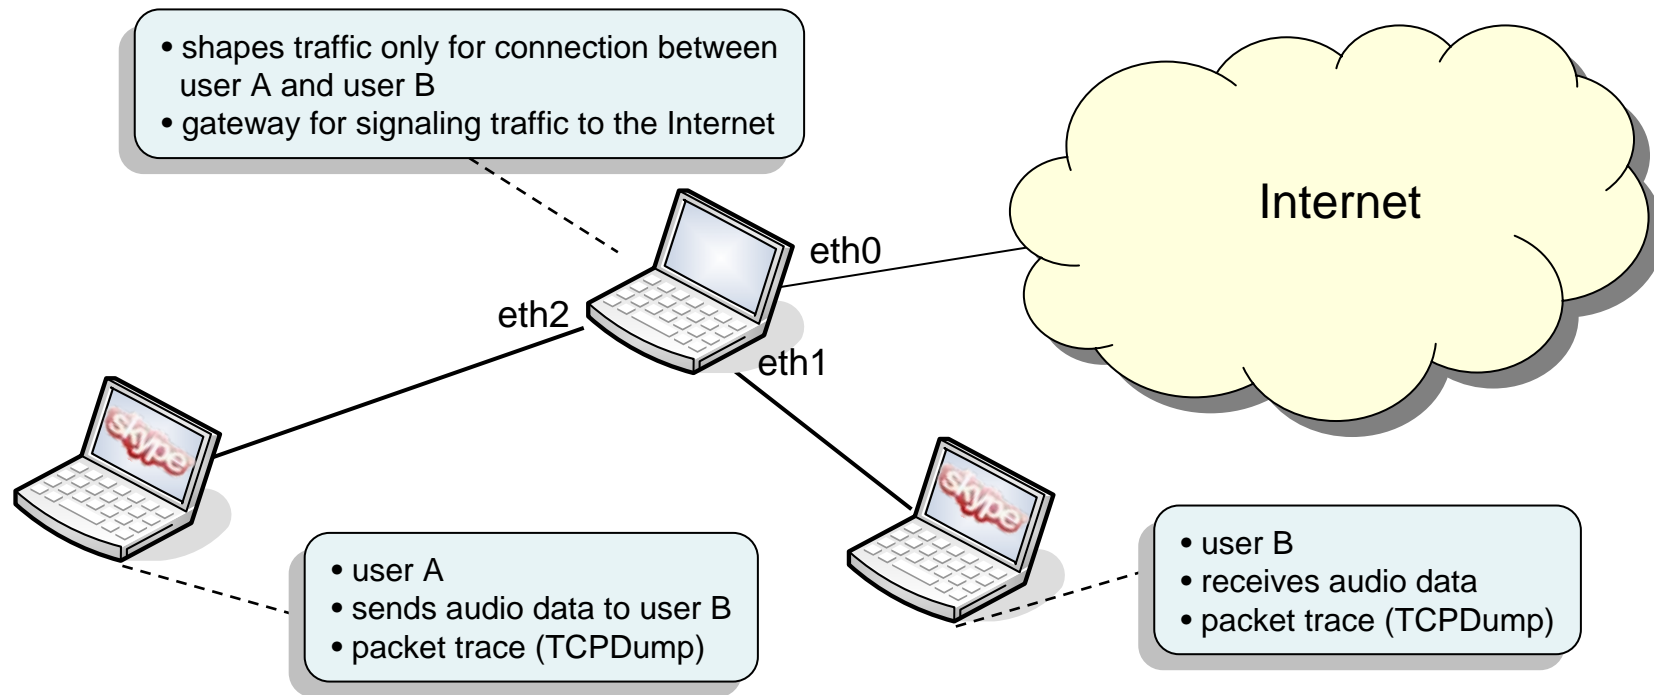 • shapes traffic only for connection between
user A and user B
• gateway for signaling traffic to the Internet
Internet
eth0
eth2
eth1
skype
skype
• user A
• sends audio data to user B
• packet trace (TCPDump)
• user B
• receives audio data
• packet trace (TCPDump)